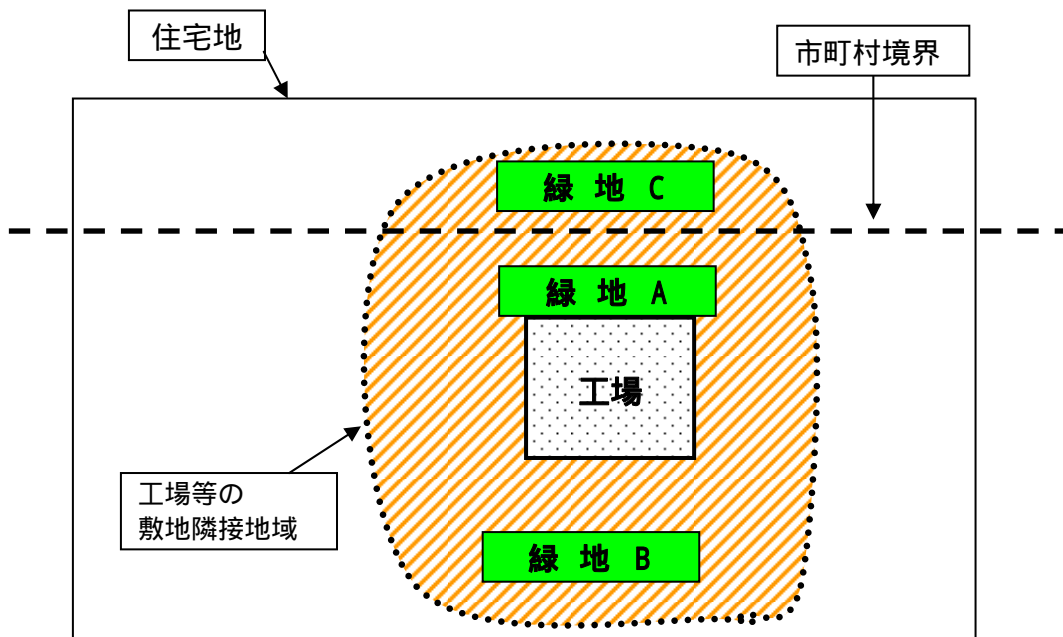 住宅地
市町村境界
緑 地 C
緑 地 A
工場
工場等の
敷地隣接地域
緑 地 B